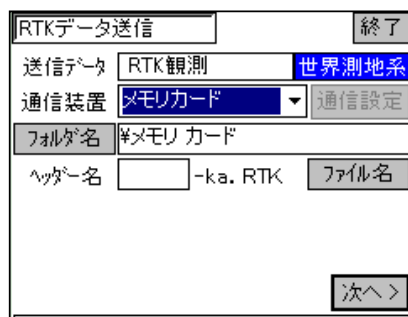 RTKデータ送信 終了
送信ﾃﾞｰﾀ RTK観測 世界測地系
通信装置 メモリカード 通信設定
ﾌｫﾙﾀﾞ名 ¥メモリ カード
ﾍｯﾀﾞｰ名 -ka. RTK ﾌｧｲﾙ名
次へ >